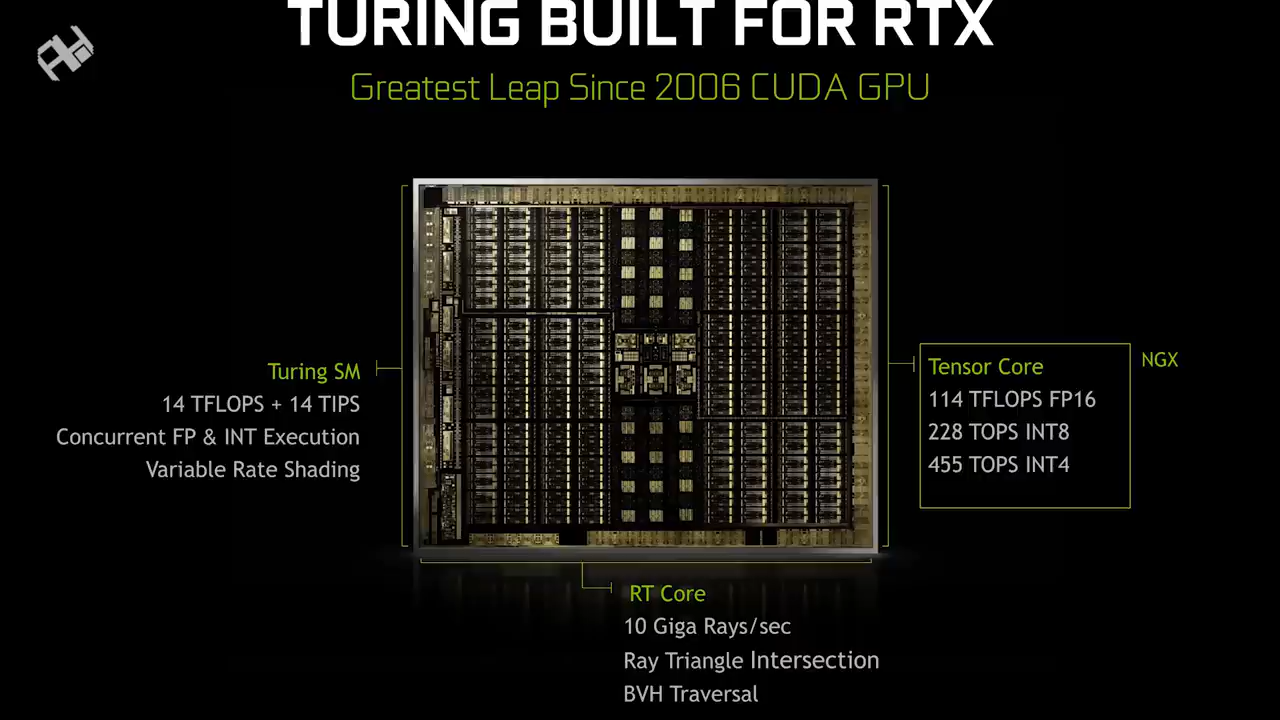 TURING BUILT FOR RTX
Greatest Leap Since 2006 CUDA GPU
Turing SM
14 TFLOPS + 14 TIPS
Concurrent FP & INT Execution
Variable Rate Shading
Tensor Core
114 TFLOPS FP16
228 TOPS INT8
455 TOPS INT4
NGX
RT Core
10 Giga Rays/sec
Ray Triangle Intersection
BVH Traversal